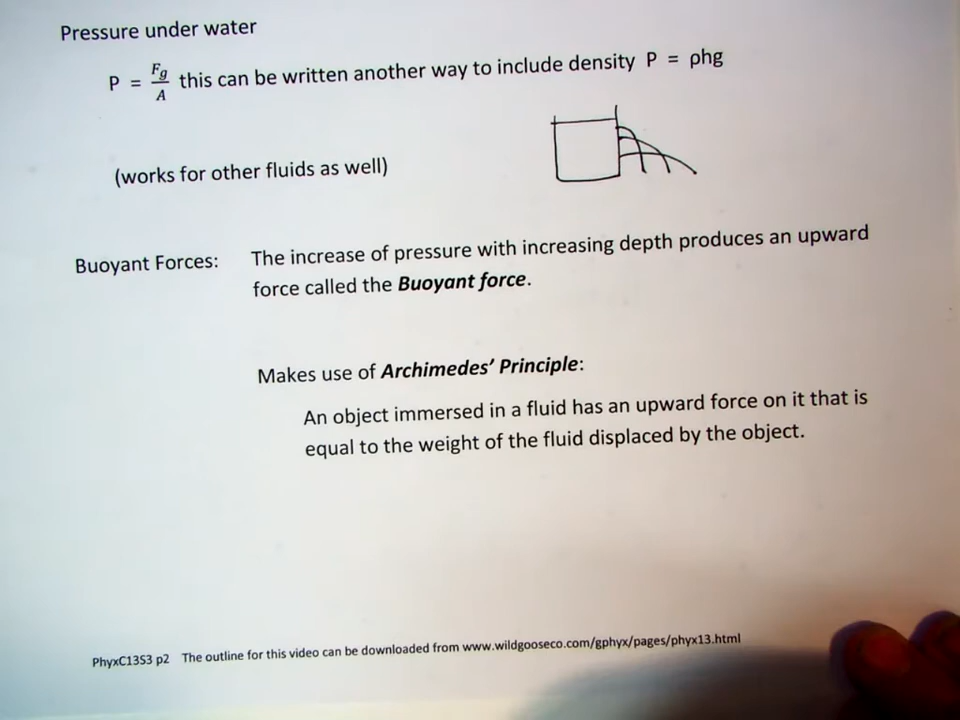 Pressure under water
P = Fg/A this can be written another way to include density P = ρhg
(works for other fluids as well)
Buoyant Forces: The increase of pressure with increasing depth produces an upward
force called the Buoyant force.
Makes use of Archimedes’ Principle:
An object immersed in a fluid has an upward force on it that is
equal to the weight of the fluid displaced by the object.
PhyxC13S3 p2 The outline for this video can be downloaded from www.wildgooseco.com/gphyx/pages/phyx13.html